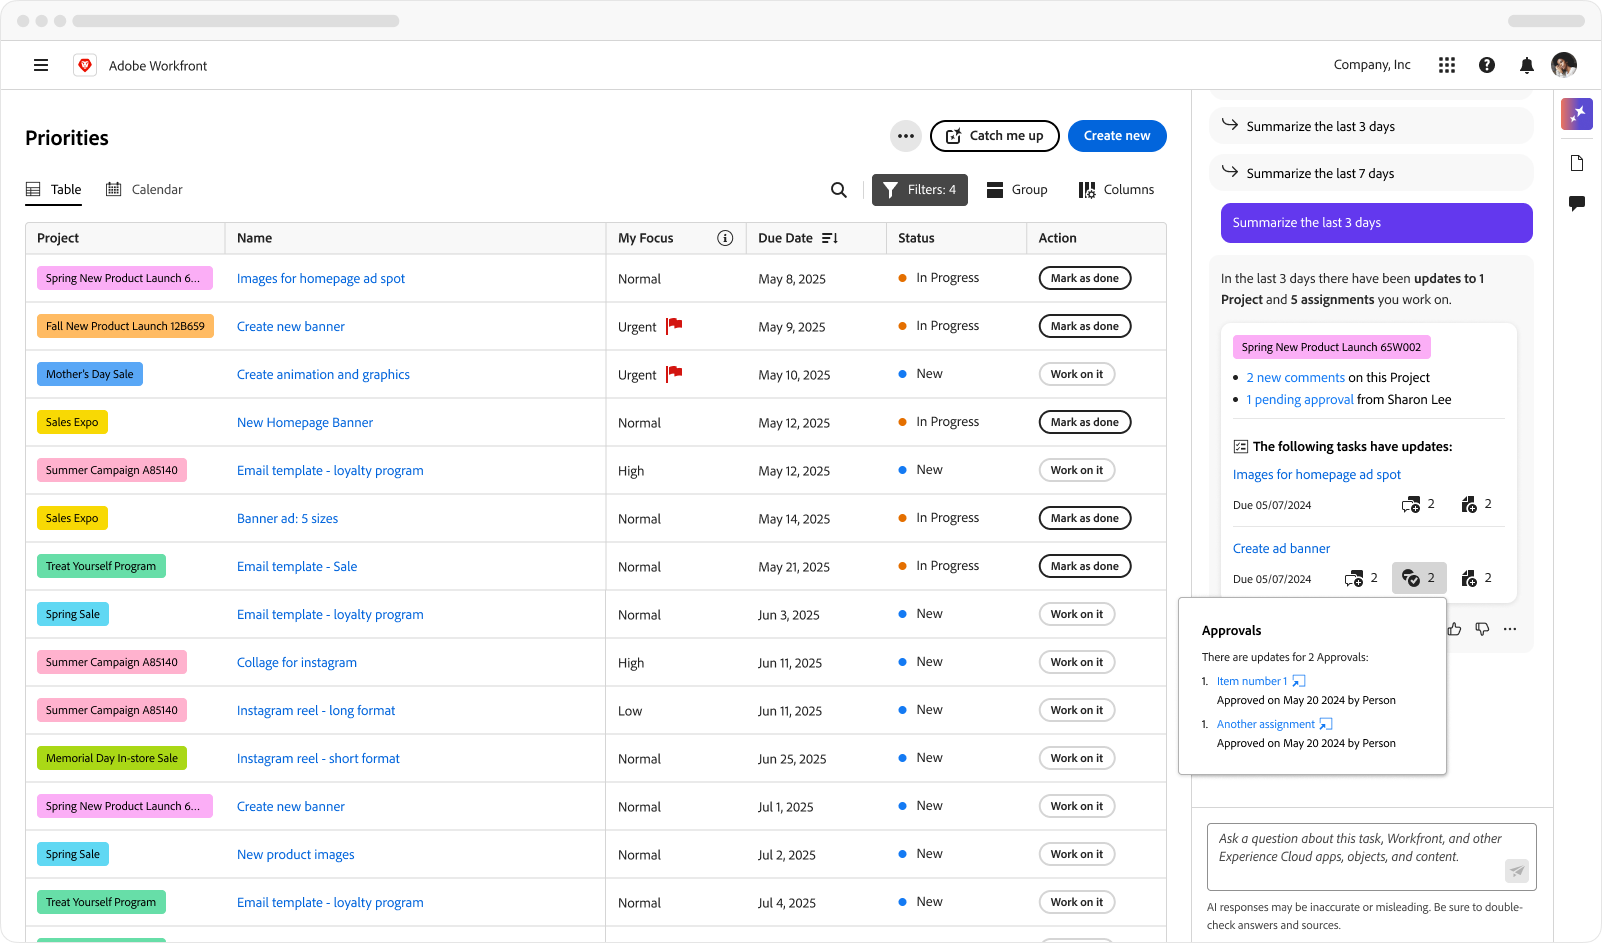 Adobe Workfront
Company, Inc
Priorities
Catch me up
Create new
Table
Calendar
Filters: 4
Group
Columns
Project Name My Focus Due Date Status Action
Spring New Product Launch 6... Images for homepage ad spot Normal May 8, 2025 In Progress Mark as done
Fall New Product Launch 12B659 Create new banner Urgent May 9, 2025 In Progress Mark as done
Mother's Day Sale Create animation and graphics Urgent May 10, 2025 New Work on it
Sales Expo New Homepage Banner Normal May 12, 2025 In Progress Mark as done
Summer Campaign A85140 Email template - loyalty program High May 12, 2025 New Work on it
Sales Expo Banner ad: 5 sizes Normal May 14, 2025 In Progress Mark as done
Treat Yourself Program Email template - Sale Normal May 21, 2025 In Progress Mark as done
Spring Sale Email template - loyalty program Normal Jun 3, 2025 New Work on it
Summer Campaign A85140 Collage for instagram High Jun 11, 2025 New Work on it
Summer Campaign A85140 Instagram reel - long format Low Jun 11, 2025 New Work on it
Memorial Day In-store Sale Instagram reel - short format Normal Jun 25, 2025 New Work on it
Spring New Product Launch 6... Create new banner Normal Jul 1, 2025 New Work on it
Spring Sale New product images Normal Jul 2, 2025 New Work on it
Treat Yourself Program Email template - loyalty program Normal Jul 4, 2025 New Work on it
Summarize the last 3 days
Summarize the last 7 days
Summarize the last 3 days
In the last 3 days there have been updates to 1
Project and 5 assignments you work on.
Spring New Product Launch 65W002
• 2 new comments on this Project
• 1 pending approval from Sharon Lee
The following tasks have updates:
Images for homepage ad spot
Due 05/07/2024 2 2
Create ad banner
Due 05/07/2024 2 2 2
Approvals
There are updates for 2 Approvals:
1. Item number 1
Approved on May 20 2024 by Person
1. Another assignment
Approved on May 20 2024 by Person
Ask a question about this task, Workfront, and other
Experience Cloud apps, objects, and content.
AI responses may be inaccurate or misleading. Be sure to double-
check answers and sources.